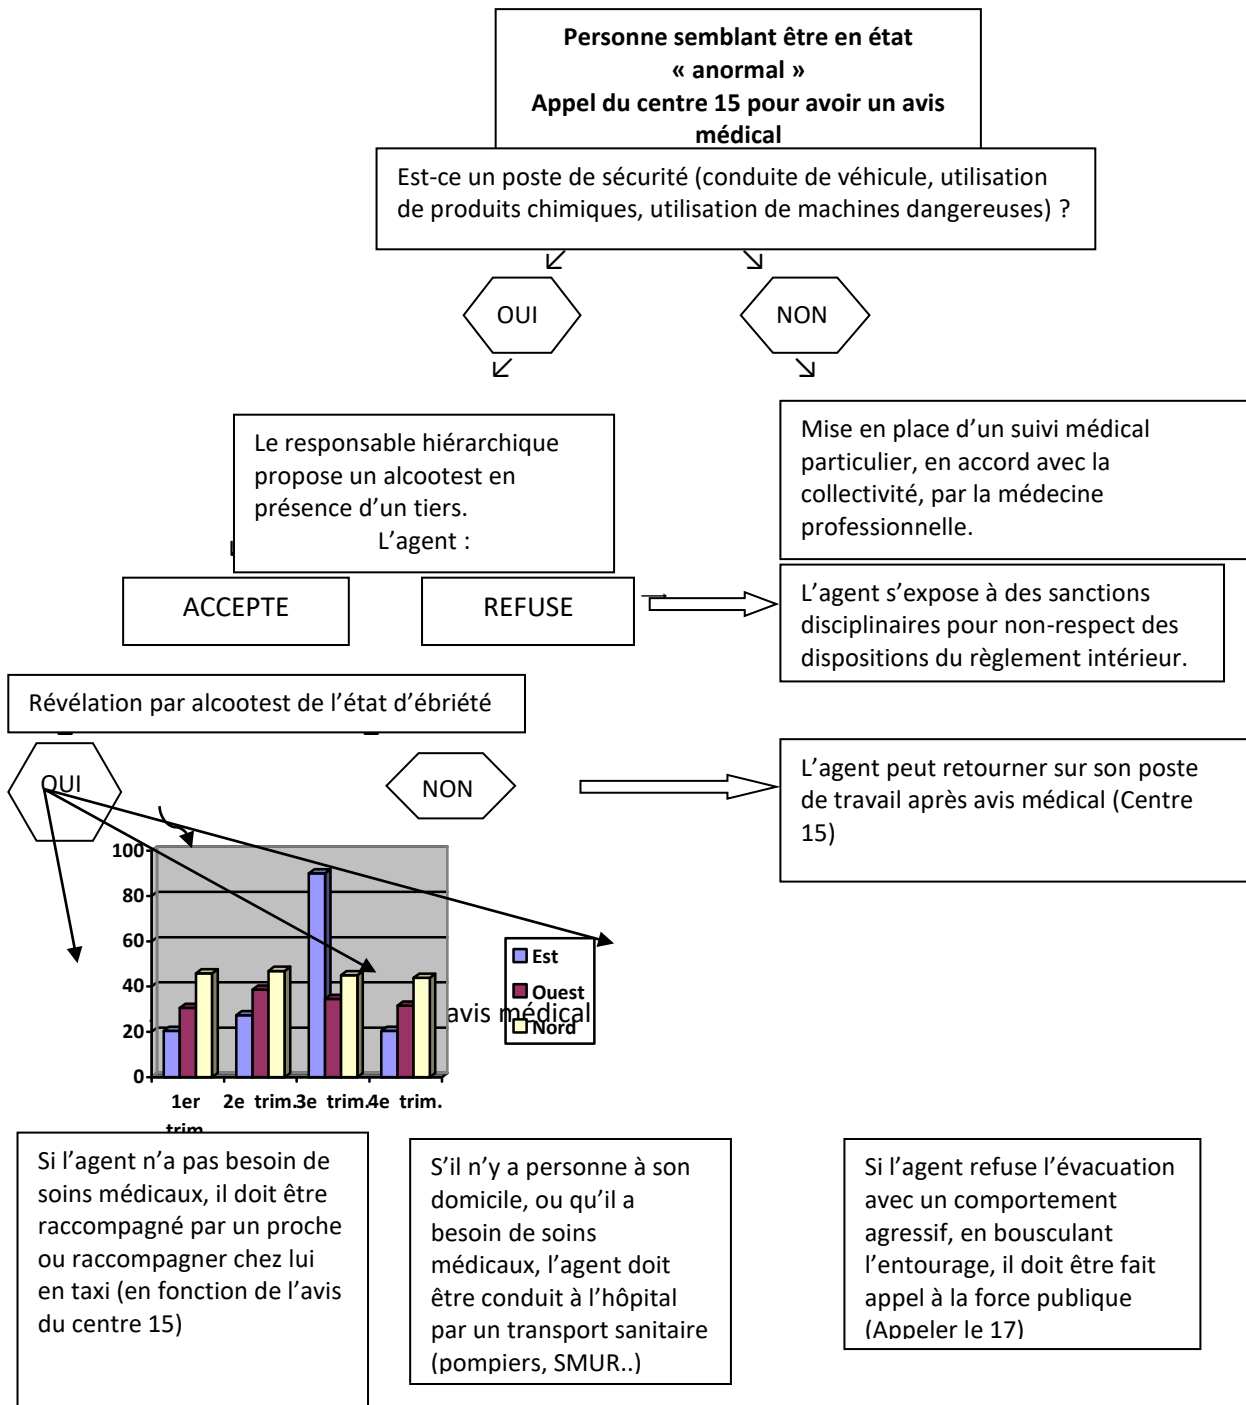 Personne semblant être en état
« anormal »
Appel du centre 15 pour avoir un avis
médical
Est-ce un poste de sécurité (conduite de véhicule, utilisation
de produits chimiques, utilisation de machines dangereuses) ?
OUI
NON
Le responsable hiérarchique
propose un alcootest en
présence d’un tiers.
L’agent :
Mise en place d’un suivi médical
particulier, en accord avec la
collectivité, par la médecine
professionnelle.
ACCEPTE
REFUSE
L’agent s’expose à des sanctions
disciplinaires pour non-respect des
dispositions du règlement intérieur.
Révélation par alcootest de l’état d’ébriété
OUI
NON
L’agent peut retourner sur son poste
de travail après avis médical (Centre
15)
100
80
60
40
20
0
1er
trim.
2e trim.
3e trim.
4e trim.
Est
Ouest
Nord
avis médical
Si l’agent n’a pas besoin de
soins médicaux, il doit être
raccompagné par un proche
ou raccompagner chez lui
en taxi (en fonction de l’avis
du centre 15)
S’il n’y a personne à son
domicile, ou qu’il a
besoin de soins
médicaux, l’agent doit
être conduit à l’hôpital
par un transport sanitaire
(pompiers, SMUR..)
Si l’agent refuse l’évacuation
avec un comportement
agressif, en bousculant
l’entourage, il doit être fait
appel à la force publique
(Appeler le 17)